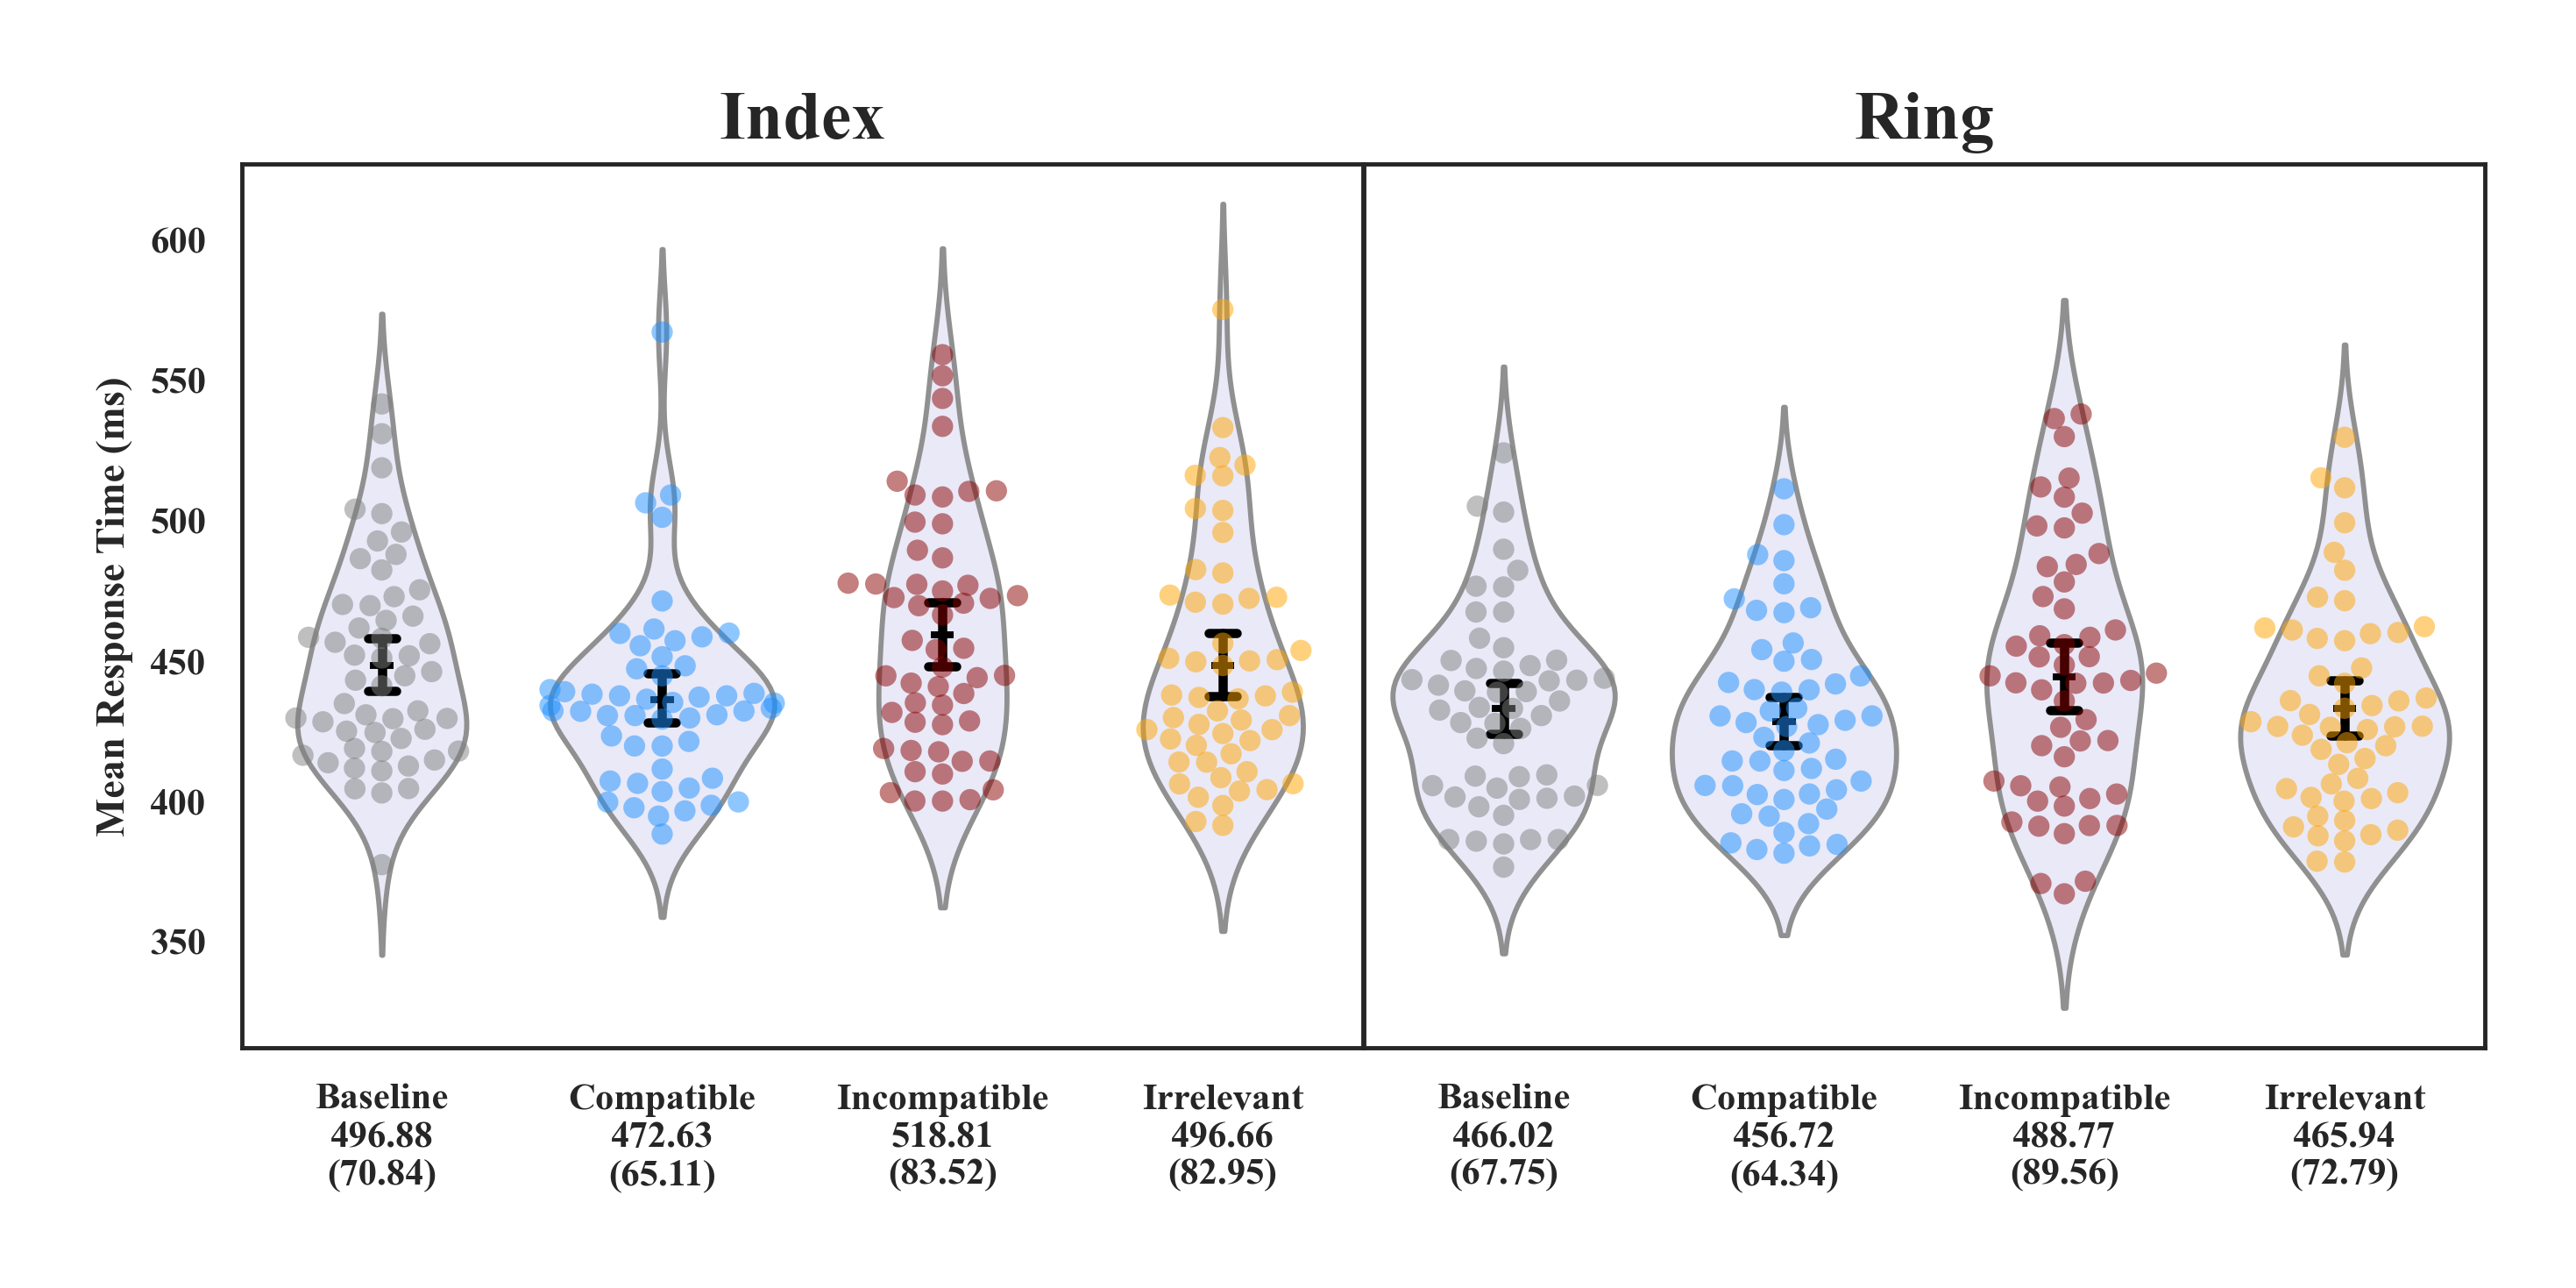 Index
Ring
Mean Response Time (ms)
600
550
500
450
400
350
Baseline
496.88
(70.84)
Compatible
472.63
(65.11)
Incompatible
518.81
(83.52)
Irrelevant
496.66
(82.95)
Baseline
466.02
(67.75)
Compatible
456.72
(64.34)
Incompatible
488.77
(89.56)
Irrelevant
465.94
(72.79)